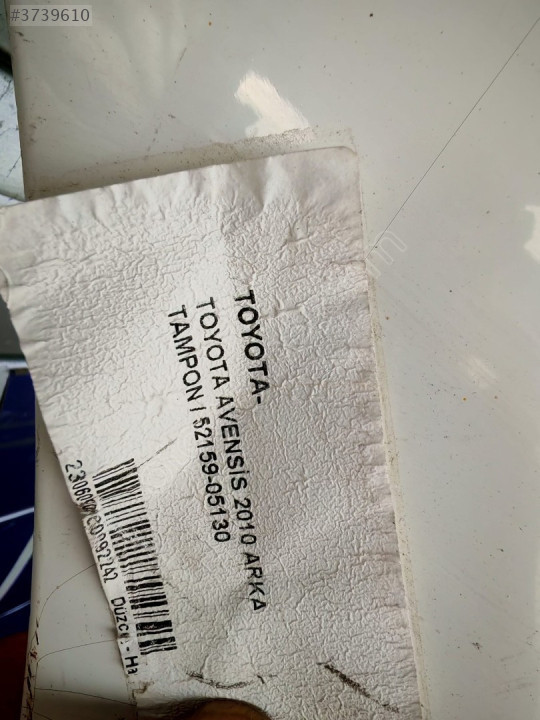 #3739610
TOYOTA-
TOYOTA AVENSİS 2010 ARKA
TAMPON / 52159-05130